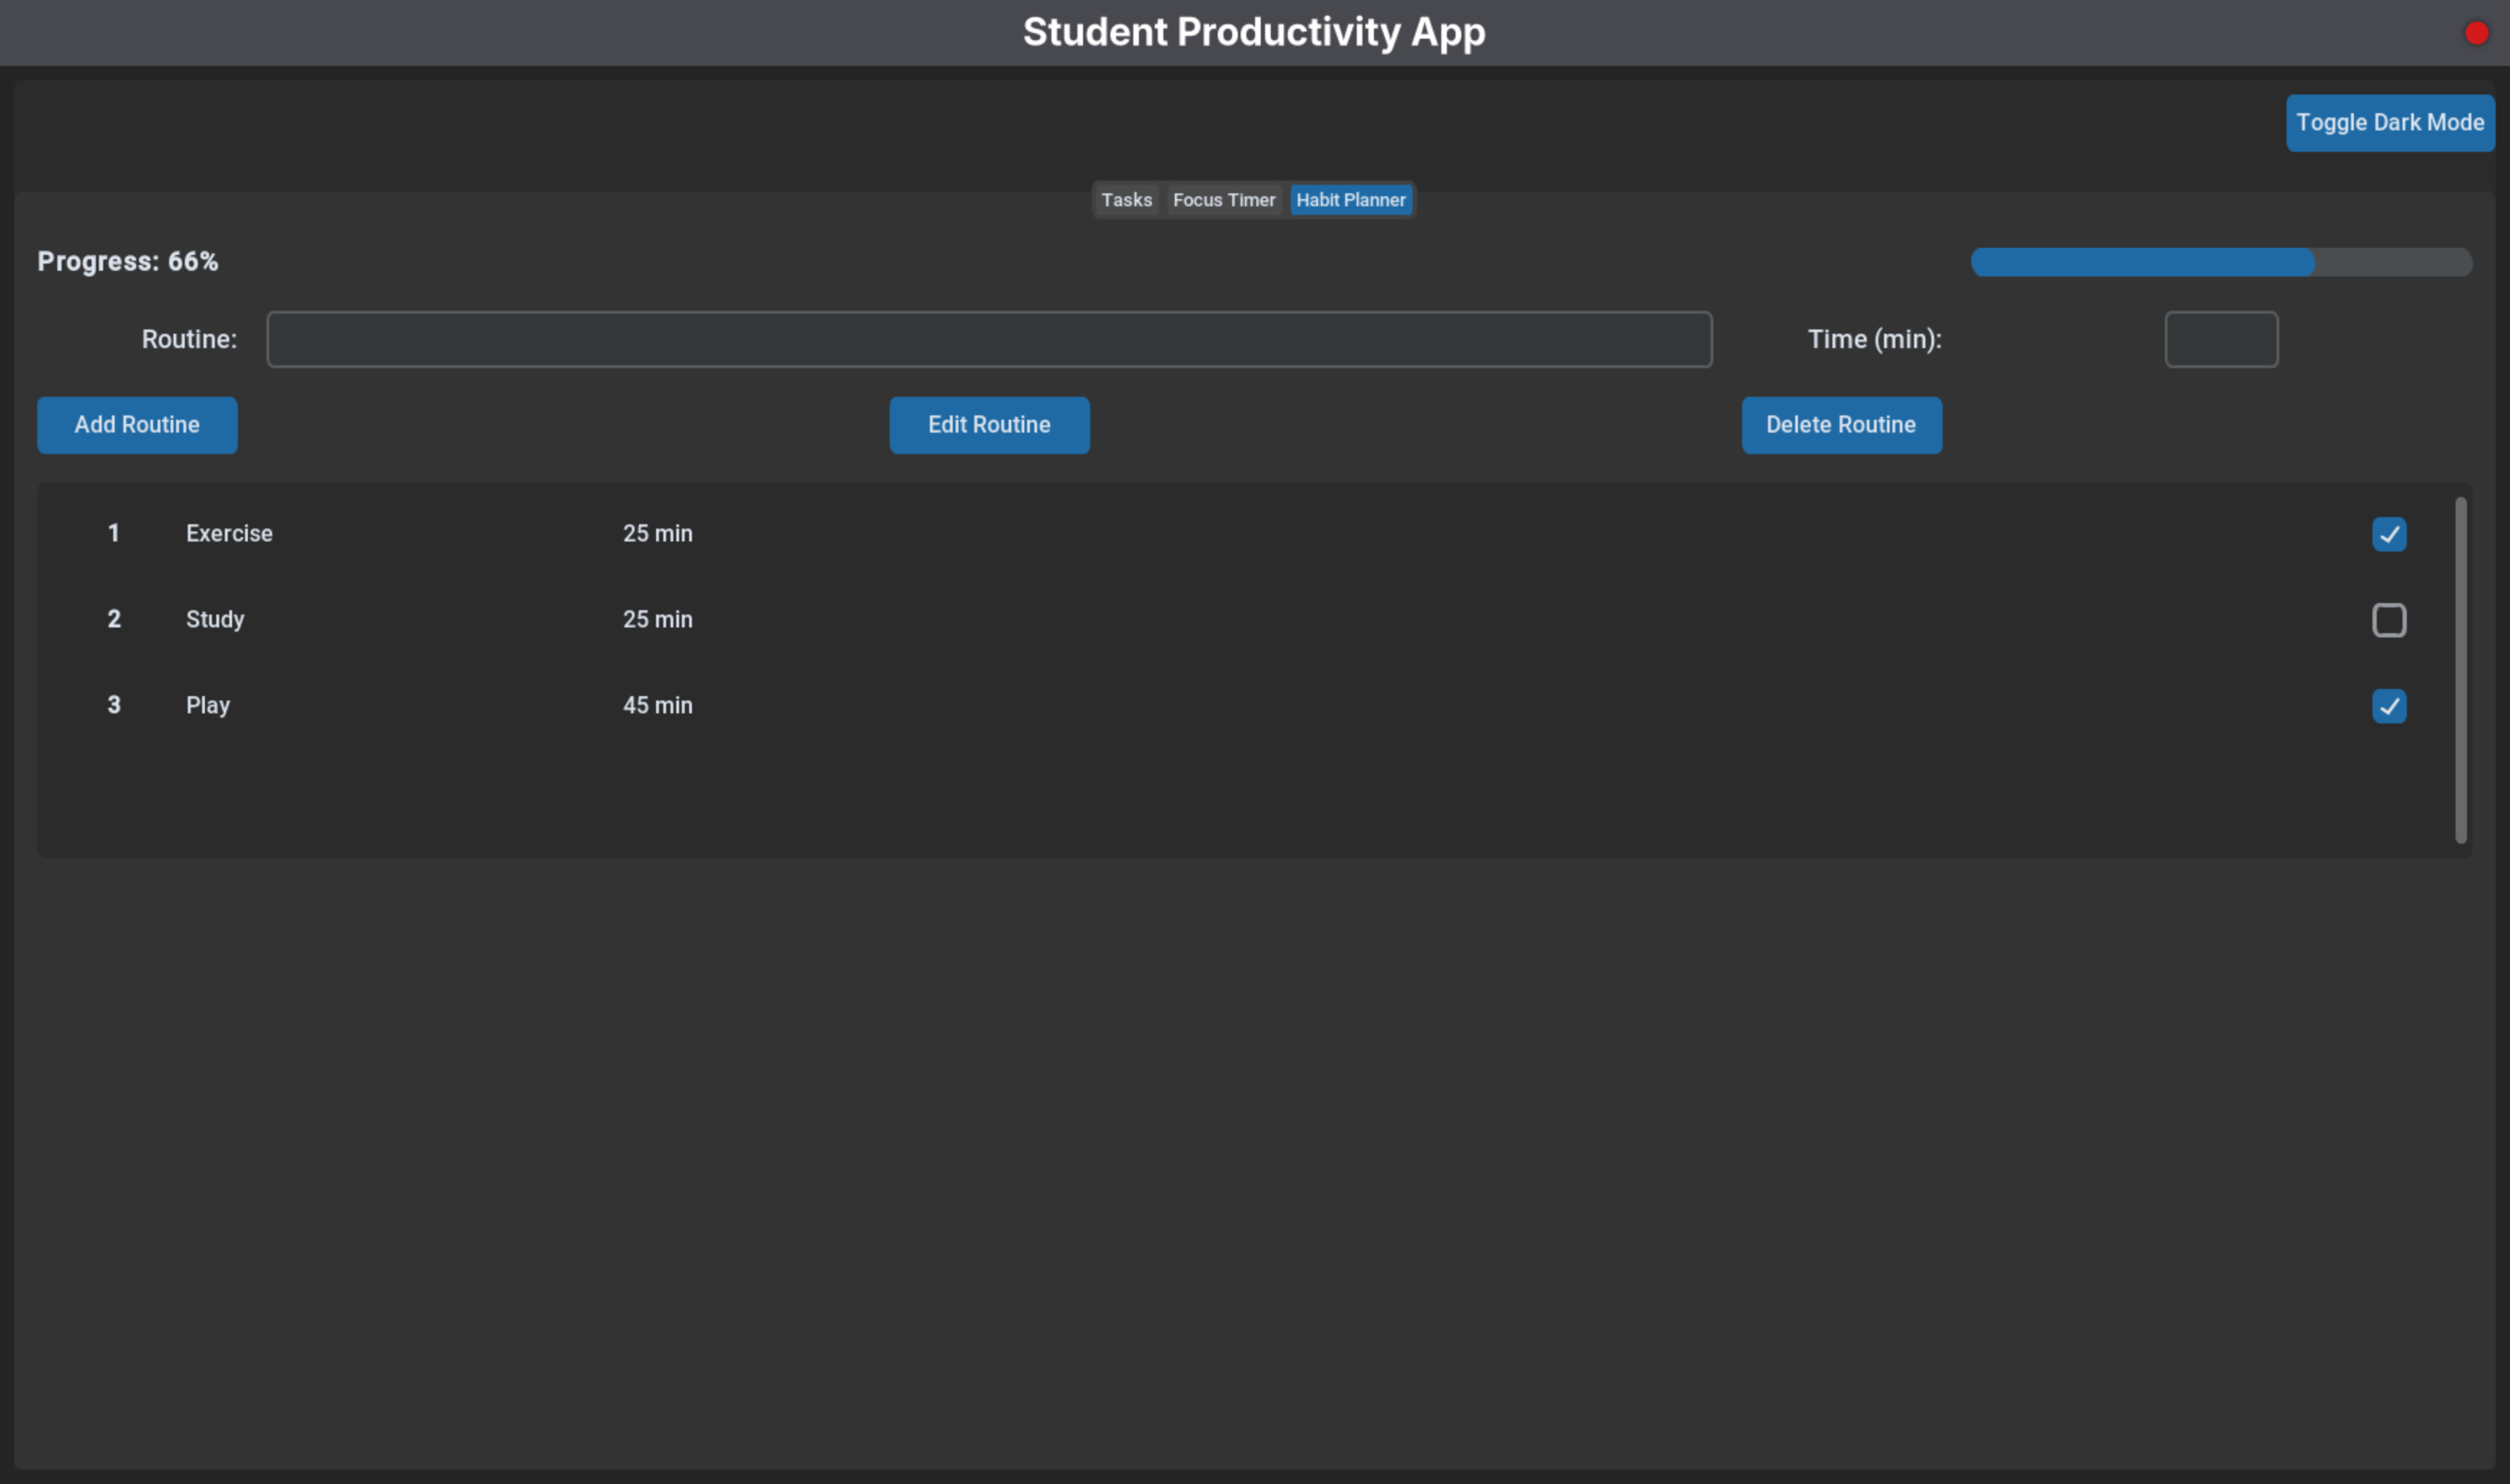 Student Productivity App
Toggle Dark Mode
Tasks Focus Timer Habit Planner
Progress: 66%
Routine: Time (min):
Add Routine Edit Routine Delete Routine
1 Exercise 25 min
2 Study 25 min
3 Play 45 min